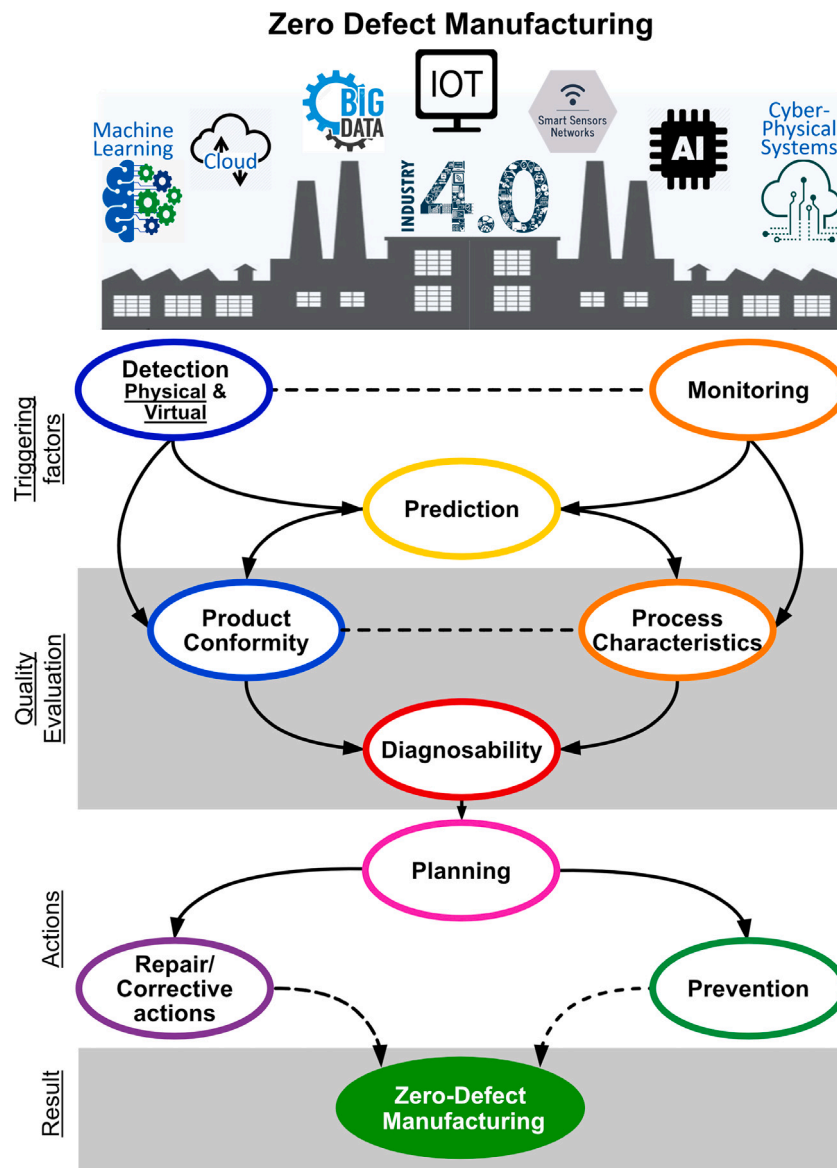 Zero Defect Manufacturing
Machine
Learning
Cloud
BIG
DATA
IOT
Smart Sensors
Networks
AI
Cyber-
Physical
Systems
INDUSTRY
4.0
Triggering
factors
Detection
Physical &
Virtual
Monitoring
Prediction
Quality
Evaluation
Product
Conformity
Process
Characteristics
Diagnosability
Actions
Planning
Repair/
Corrective
actions
Prevention
Result
Zero-Defect
Manufacturing